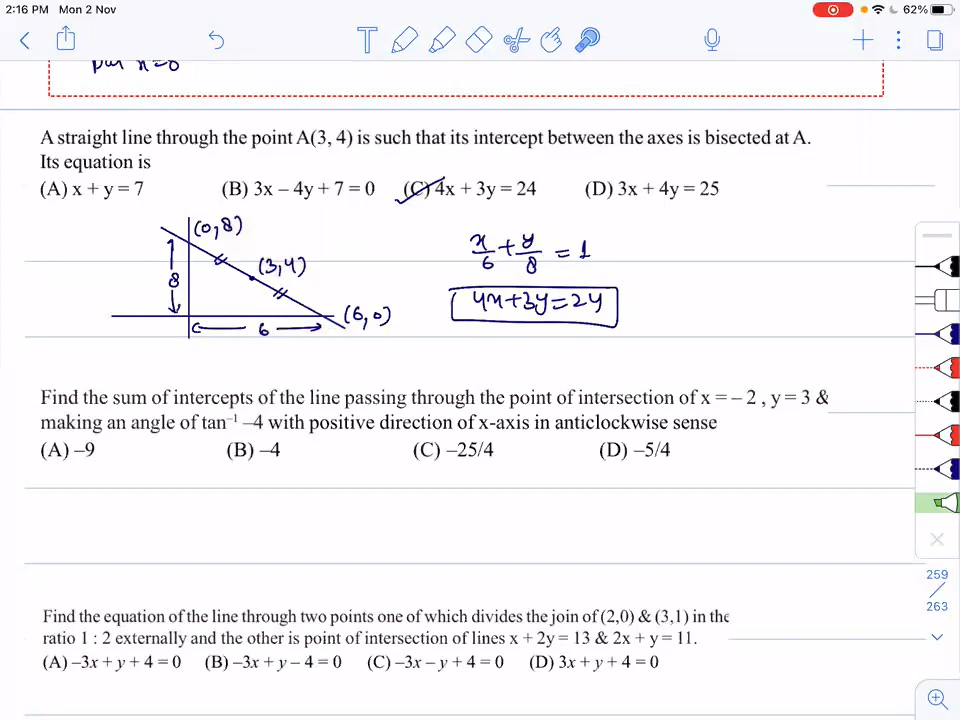 2:16 PM Mon 2 Nov
62%
put x=0
A straight line through the point A(3, 4) is such that its intercept between the axes is bisected at A.
Its equation is
(A) x + y = 7 (B) 3x – 4y + 7 = 0 (C) 4x + 3y = 24 (D) 3x + 4y = 25
(0,8)
(3,4)
8
(6,0)
6
x/6 + y/8 = 1
4x+3y=24
Find the sum of intercepts of the line passing through the point of intersection of x = – 2 , y = 3 &
making an angle of tan⁻¹ –4 with positive direction of x-axis in anticlockwise sense
(A) –9 (B) –4 (C) –25/4 (D) –5/4
259
263
Find the equation of the line through two points one of which divides the join of (2,0) & (3,1) in the
ratio 1 : 2 externally and the other is point of intersection of lines x + 2y = 13 & 2x + y = 11.
(A) –3x + y + 4 = 0 (B) –3x + y – 4 = 0 (C) –3x – y + 4 = 0 (D) 3x + y + 4 = 0